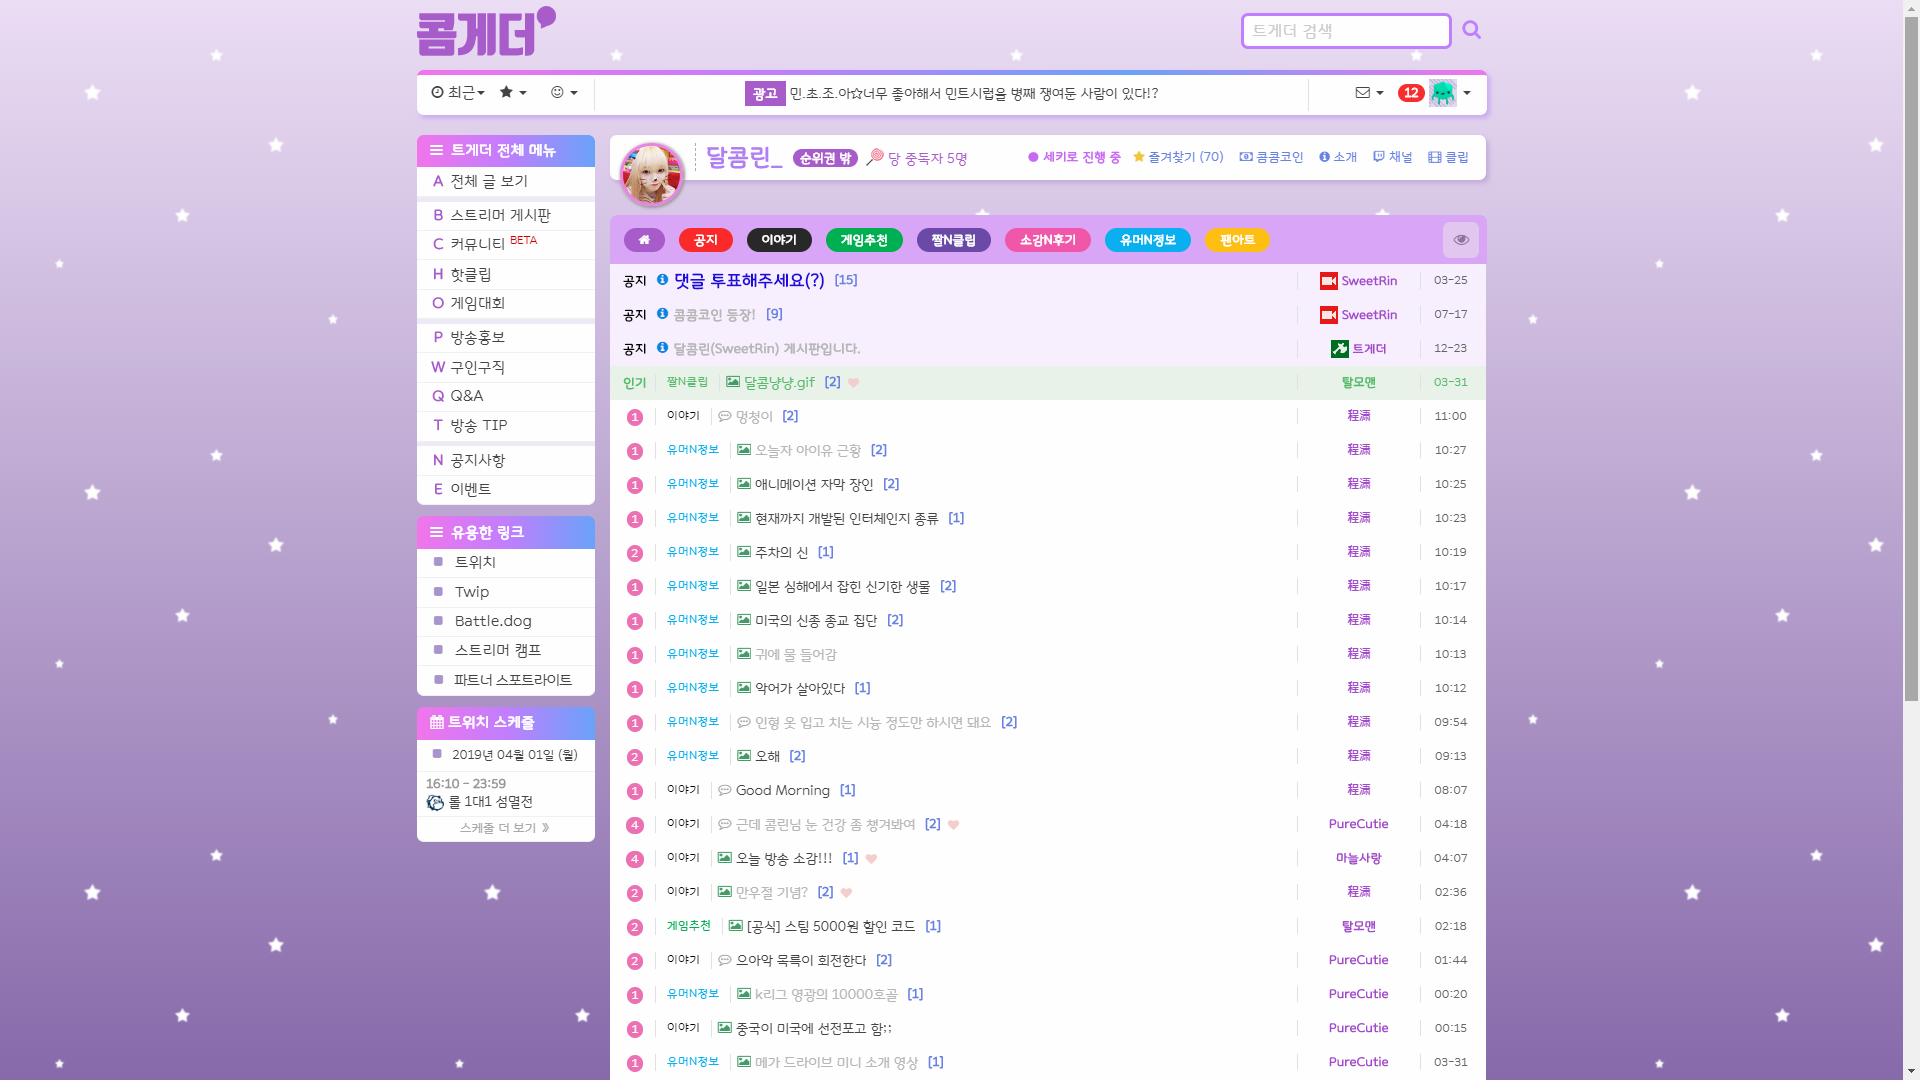 콤게더
트게더 검색
최근
광고 민.초.조.아☆너무 좋아해서 민트시럽을 병째 쟁여둔 사람이 있다!?
12
트게더 전체 메뉴
A 전체 글 보기
B 스트리머 게시판
C 커뮤니티 BETA
H 핫클립
O 게임대회
P 방송홍보
W 구인구직
Q Q&A
T 방송 TIP
N 공지사항
E 이벤트
유용한 링크
트위치
Twip
Battle.dog
스트리머 캠프
파트너 스포트라이트
트위치 스케줄
2019년 04월 01일 (월)
16:10 - 23:59
롤 1대1 섬멸전
스케줄 더 보기 》
달콤린_ 순위권 밖 당 중독자 5명 세키로 진행 중 즐겨찾기 (70) 콤콤코인 소개 채널 클립
공지 이야기 게임추천 짤N클립 소감N후기 유머N정보 팬아트
공지 댓글 투표해주세요(?) [15] SweetRin 03-25
공지 콤콤코인 등장! [9] SweetRin 07-17
공지 달콤린(SweetRin) 게시판입니다. 트게더 12-23
인기 짤N클립 달콤냥냥.gif [2] 탈모맨 03-31
1 이야기 멍청이 [2] 程瀟 11:00
1 유머N정보 오늘자 아이유 근황 [2] 程瀟 10:27
1 유머N정보 애니메이션 자막 장인 [2] 程瀟 10:25
1 유머N정보 현재까지 개발된 인터체인지 종류 [1] 程瀟 10:23
2 유머N정보 주차의 신 [1] 程瀟 10:19
1 유머N정보 일본 심해에서 잡힌 신기한 생물 [2] 程瀟 10:17
1 유머N정보 미국의 신종 종교 집단 [2] 程瀟 10:14
1 유머N정보 귀에 물 들어감 程瀟 10:13
1 유머N정보 악어가 살아있다 [1] 程瀟 10:12
1 유머N정보 인형 옷 입고 치는 시늉 정도만 하시면 돼요 [2] 程瀟 09:54
2 유머N정보 오해 [2] 程瀟 09:13
1 이야기 Good Morning [1] 程瀟 08:07
4 이야기 근데 콤린님 눈 건강 좀 챙겨봐여 [2] PureCutie 04:18
4 이야기 오늘 방송 소감!!! [1] 마늘사랑 04:07
2 이야기 만우절 기념? [2] 程瀟 02:36
2 게임추천 [공식] 스팀 5000원 할인 코드 [1] 탈모맨 02:18
2 이야기 으아악 목륵이 회전한다 [2] PureCutie 01:44
1 유머N정보 k리그 영광의 10000호골 [1] PureCutie 00:20
1 이야기 중국이 미국에 선전포고 함;; PureCutie 00:15
1 유머N정보 메가 드라이브 미니 소개 영상 [1] PureCutie 03-31